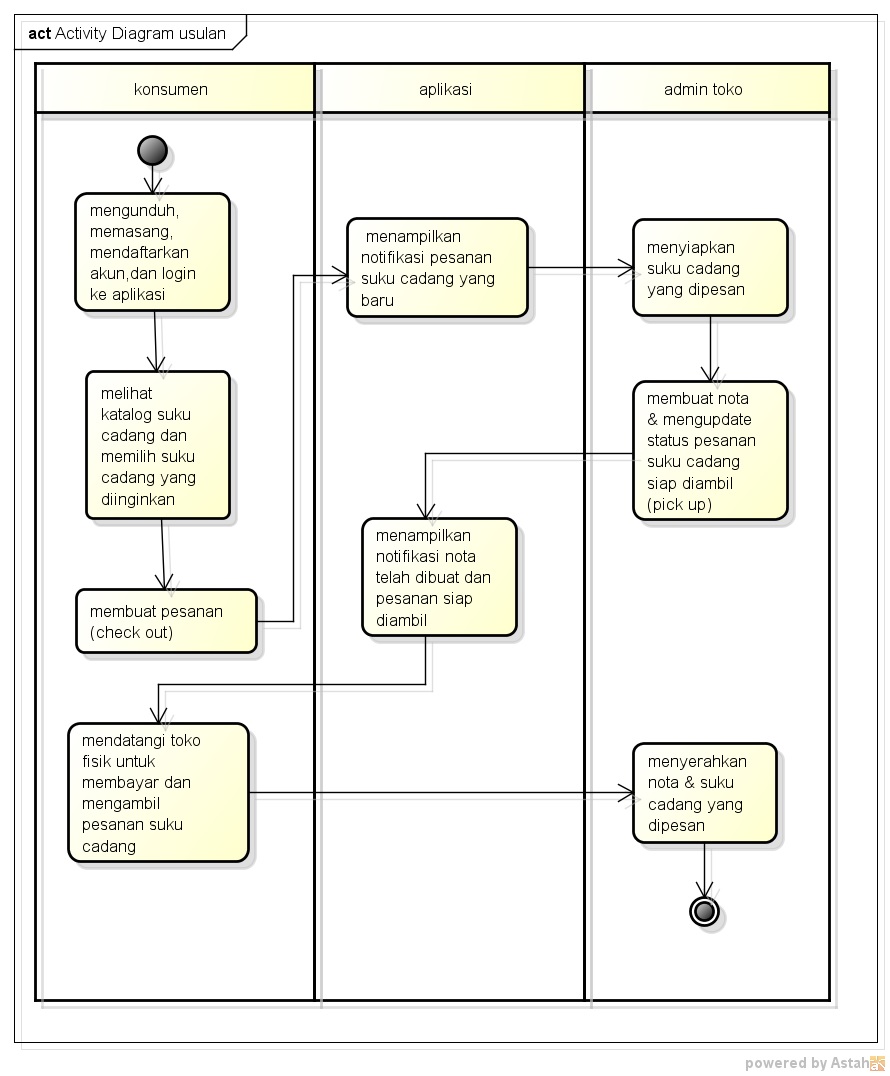 act Activity Diagram usulan
konsumen
aplikasi
admin toko
mengunduh,
memasang,
mendaftarkan
akun,dan login
ke aplikasi
menampilkan
notifikasi pesanan
suku cadang yang
baru
menyiapkan
suku cadang
yang dipesan
melihat
katalog suku
cadang dan
memilih suku
cadang yang
diinginkan
membuat nota
& mengupdate
status pesanan
suku cadang
siap diambil
(pick up)
menampilkan
notifikasi nota
telah dibuat dan
pesanan siap
diambil
membuat pesanan
(check out)
mendatangi toko
fisik untuk
membayar dan
mengambil
pesanan suku
cadang
menyerahkan
nota & suku
cadang yang
dipesan
powered by Astah